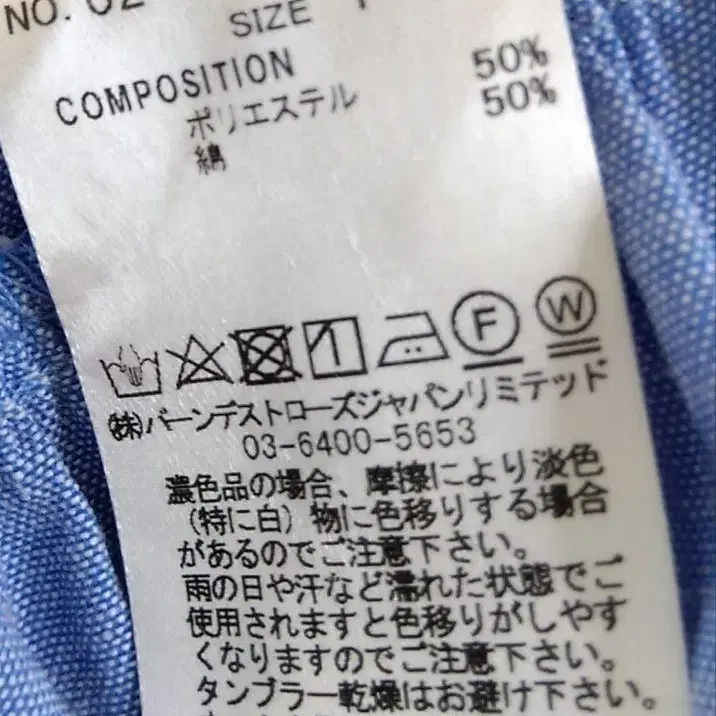 NO. 02
SIZE
COMPOSITION
ポリエステル 50%
綿 50%
F W
㈱バーンデストローズジャパンリミテッド
03-6400-5653
濃色品の場合、摩擦により淡色
(特に白)物に色移りする場合
があるのでご注意下さい。
雨の日や汗など濡れた状態でご
使用されますと色移りがしやす
くなりますのでご注意下さい。
タンブラー乾燥はお避け下さい。